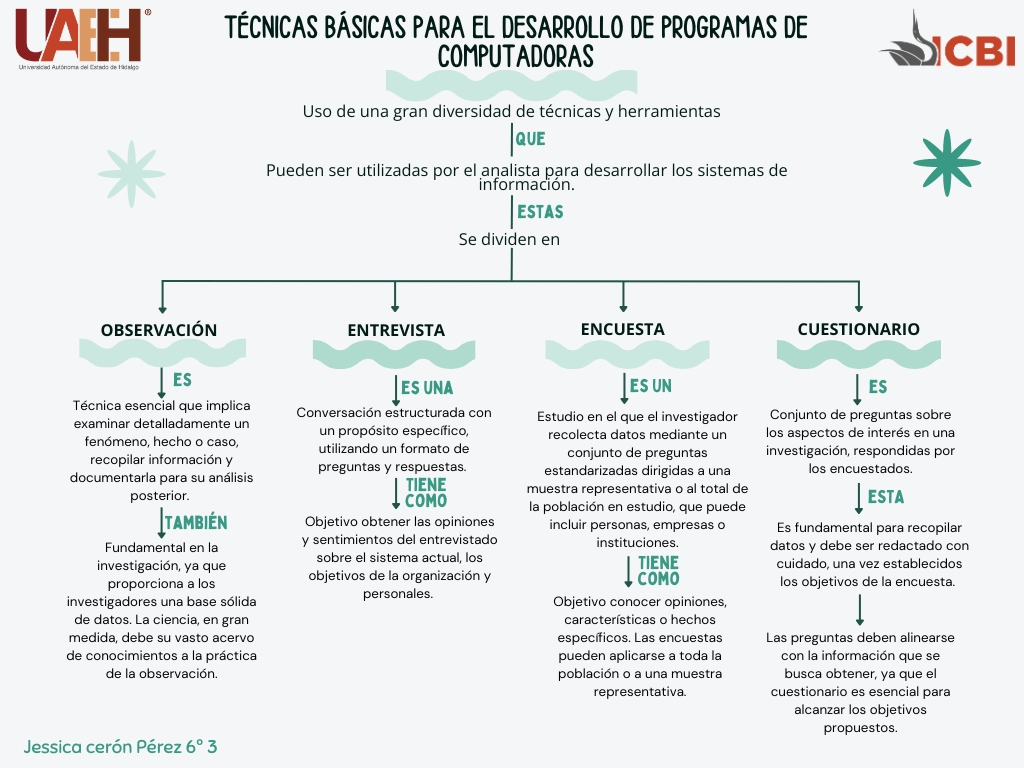 UAEH®
Universidad Autónoma del Estado de Hidalgo
TÉCNICAS BÁSICAS PARA EL DESARROLLO DE PROGRAMAS DE
COMPUTADORAS
ICBI
Uso de una gran diversidad de técnicas y herramientas
QUE
Pueden ser utilizadas por el analista para desarrollar los sistemas de
información.
ESTAS
Se dividen en
OBSERVACIÓN
ES
Técnica esencial que implica
examinar detalladamente un
fenómeno, hecho o caso,
recopilar información y
documentarla para su análisis
posterior.
TAMBIÉN
Fundamental en la
investigación, ya que
proporciona a los
investigadores una base sólida
de datos. La ciencia, en gran
medida, debe su vasto acervo
de conocimientos a la práctica
de la observación.
ENTREVISTA
ES UNA
Conversación estructurada con
un propósito específico,
utilizando un formato de
preguntas y respuestas.
TIENE
COMO
Objetivo obtener las opiniones
y sentimientos del entrevistado
sobre el sistema actual, los
objetivos de la organización y
personales.
ENCUESTA
ES UN
Estudio en el que el investigador
recolecta datos mediante un
conjunto de preguntas
estandarizadas dirigidas a una
muestra representativa o al total de
la población en estudio, que puede
incluir personas, empresas o
instituciones.
TIENE
COMO
Objetivo conocer opiniones,
características o hechos
específicos. Las encuestas
pueden aplicarse a toda la
población o a una muestra
representativa.
CUESTIONARIO
ES
Conjunto de preguntas sobre
los aspectos de interés en una
investigación, respondidas por
los encuestados.
ESTA
Es fundamental para recopilar
datos y debe ser redactado con
cuidado, una vez establecidos
los objetivos de la encuesta.
Las preguntas deben alinearse
con la información que se
busca obtener, ya que el
cuestionario es esencial para
alcanzar los objetivos
propuestos.
Jessica cerón Pérez 6° 3